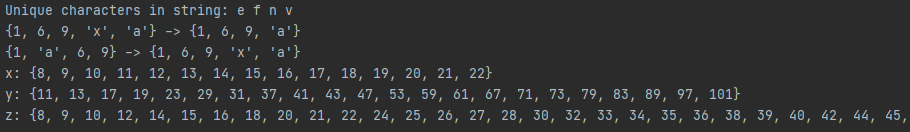 Unique characters in string: e f n v
{1, 6, 9, 'x', 'a'} -> {1, 6, 9, 'a'}
{1, 'a', 6, 9} -> {1, 6, 9, 'x', 'a'}
x: {8, 9, 10, 11, 12, 13, 14, 15, 16, 17, 18, 19, 20, 21, 22}
y: {11, 13, 17, 19, 23, 29, 31, 37, 41, 43, 47, 53, 59, 61, 67, 71, 73, 79, 83, 89, 97, 101}
z: {8, 9, 10, 12, 14, 15, 16, 18, 20, 21, 22, 24, 25, 26, 27, 28, 30, 32, 33, 34, 35, 36, 38, 39, 40, 42, 44, 45,